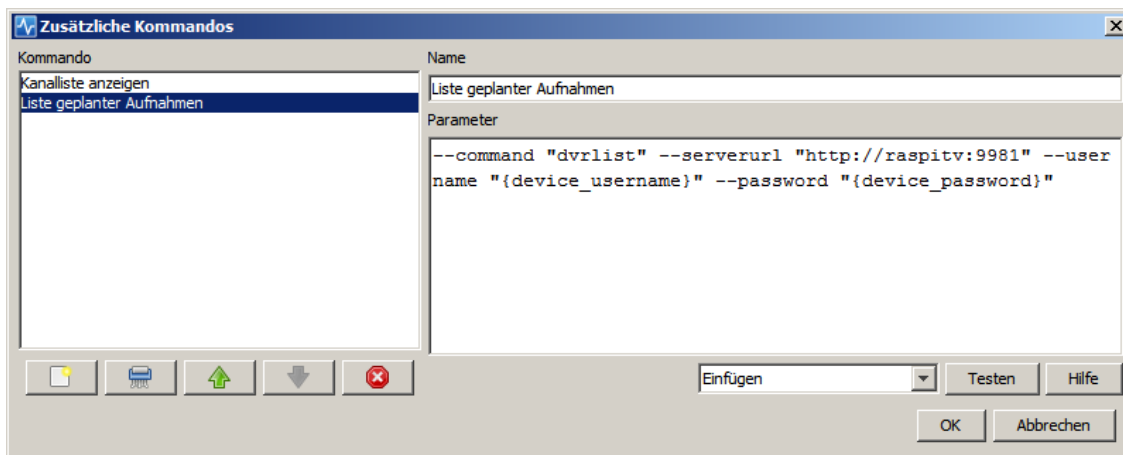 Zusätzliche Kommandos
Kommando
Kanalliste anzeigen
Liste geplanter Aufnahmen
Name
Liste geplanter Aufnahmen
Parameter
--command "dvrlist" --serverurl "http://raspitv:9981" --user
name "{device_username}" --password "{device_password}"
Einfügen
Testen
Hilfe
OK
Abbrechen